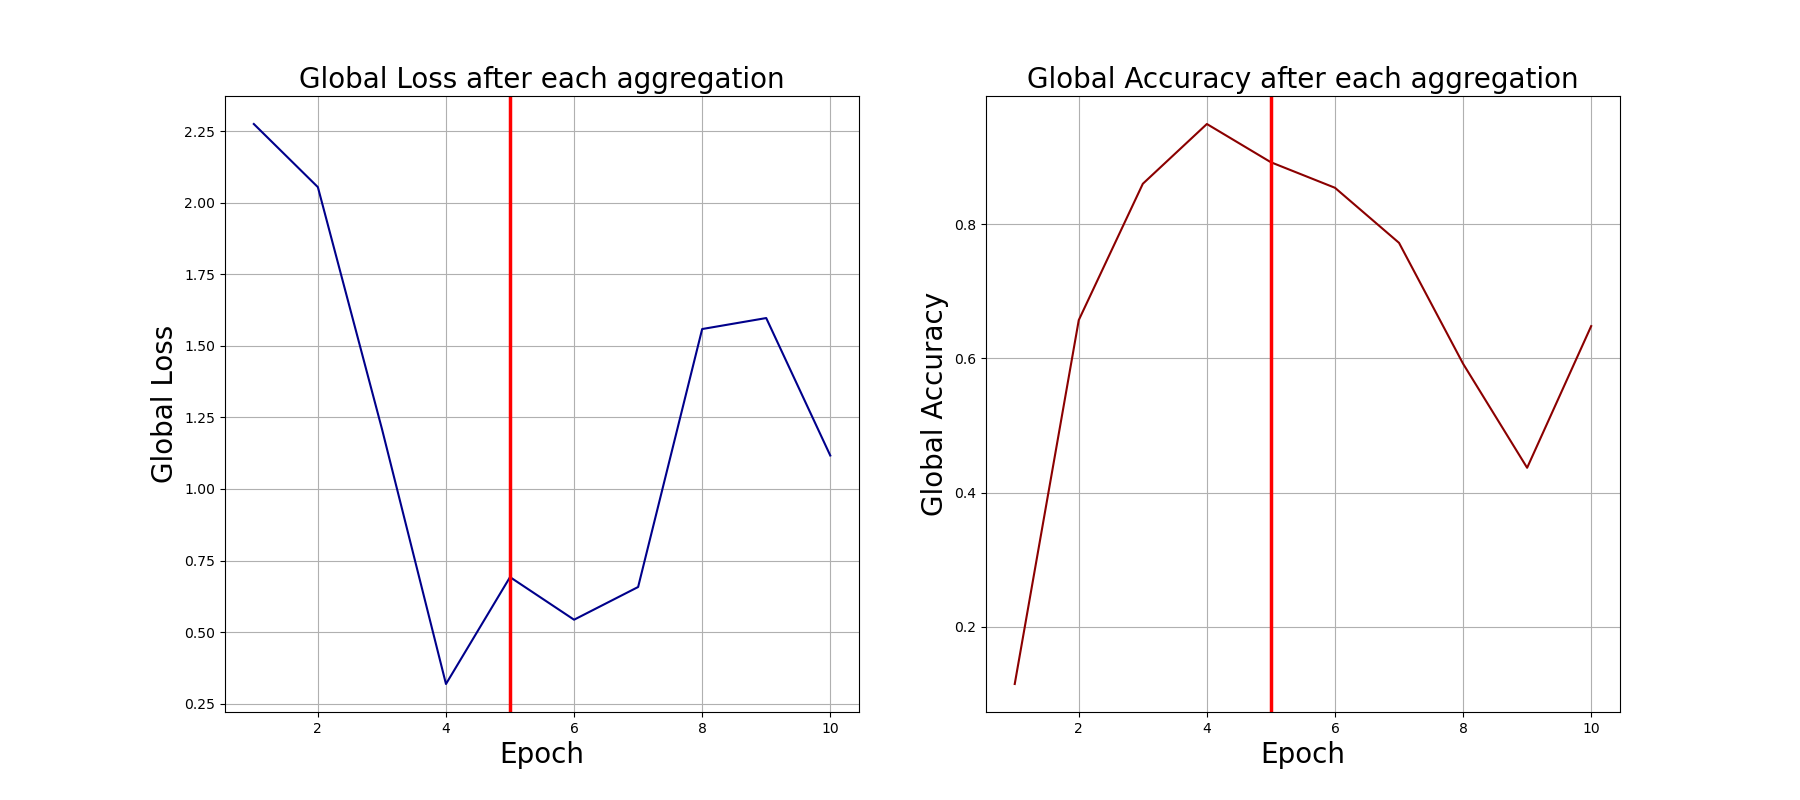 Global Loss after each aggregation
Global Loss
2.25
2.00
1.75
1.50
1.25
1.00
0.75
0.50
0.25
2 4 6 8 10
Epoch
Global Accuracy after each aggregation
Global Accuracy
0.8
0.6
0.4
0.2
2 4 6 8 10
Epoch